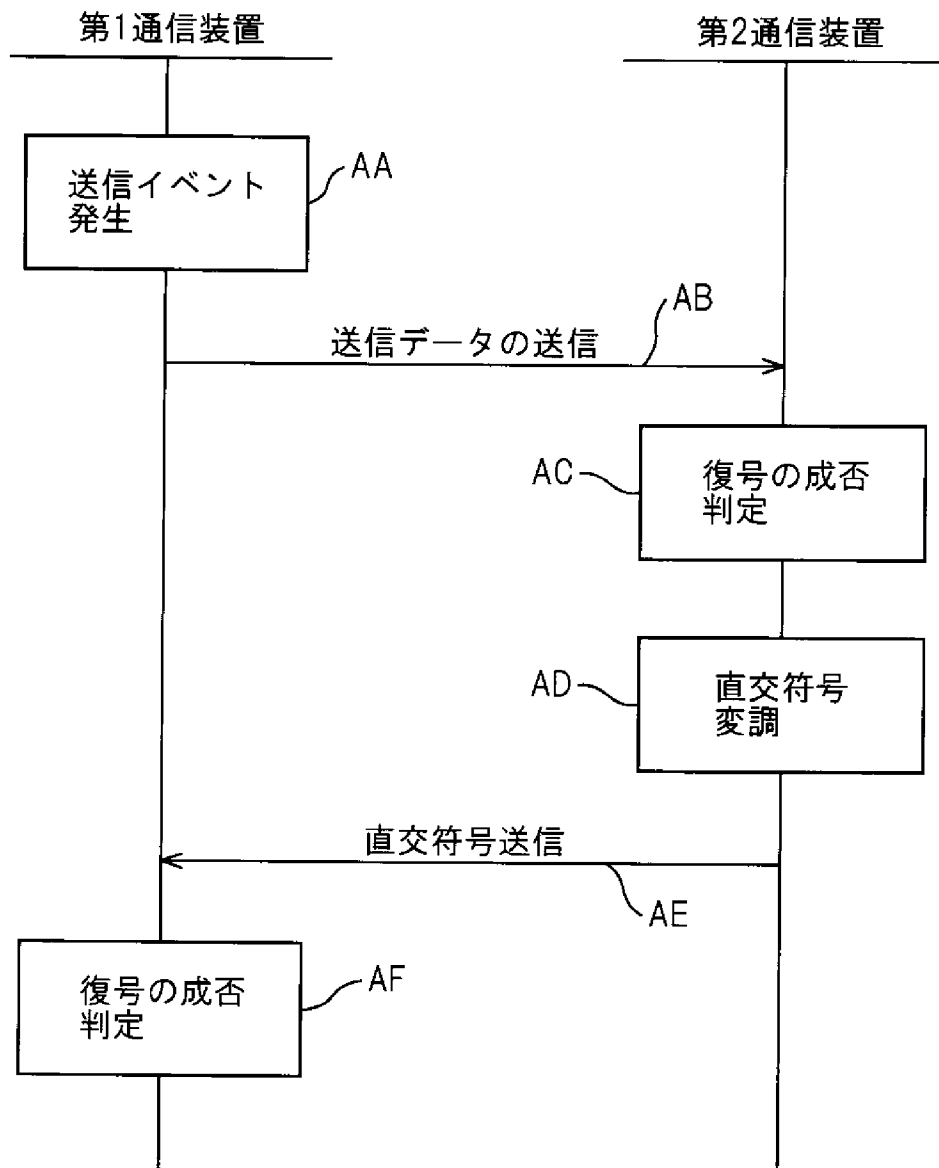 第1通信装置
第2通信装置
送信イベント
発生
AA
AB
送信データの送信
AC
復号の成否
判定
AD
直交符号
変調
直交符号送信
AE
復号の成否
判定
AF